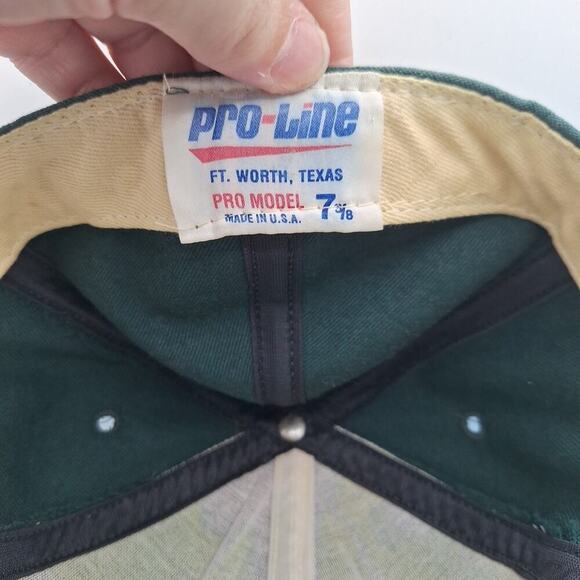 PRO-Line
FT. WORTH, TEXAS
PRO MODEL 7 3/8
MADE IN U.S.A.